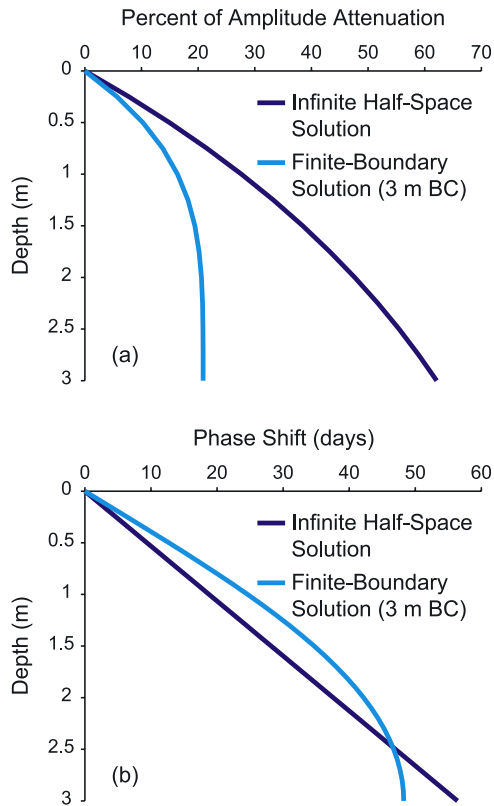 Percent of Amplitude Attenuation
0 10 20 30 40 50 60 70
0
0.5
1
1.5
2
2.5
3
Depth (m)
Infinite Half-Space
Solution
Finite-Boundary
Solution (3 m BC)
(a)
Phase Shift (days)
0 10 20 30 40 50 60
0
0.5
1
1.5
2
2.5
3
Depth (m)
Infinite Half-Space
Solution
Finite-Boundary
Solution (3 m BC)
(b)